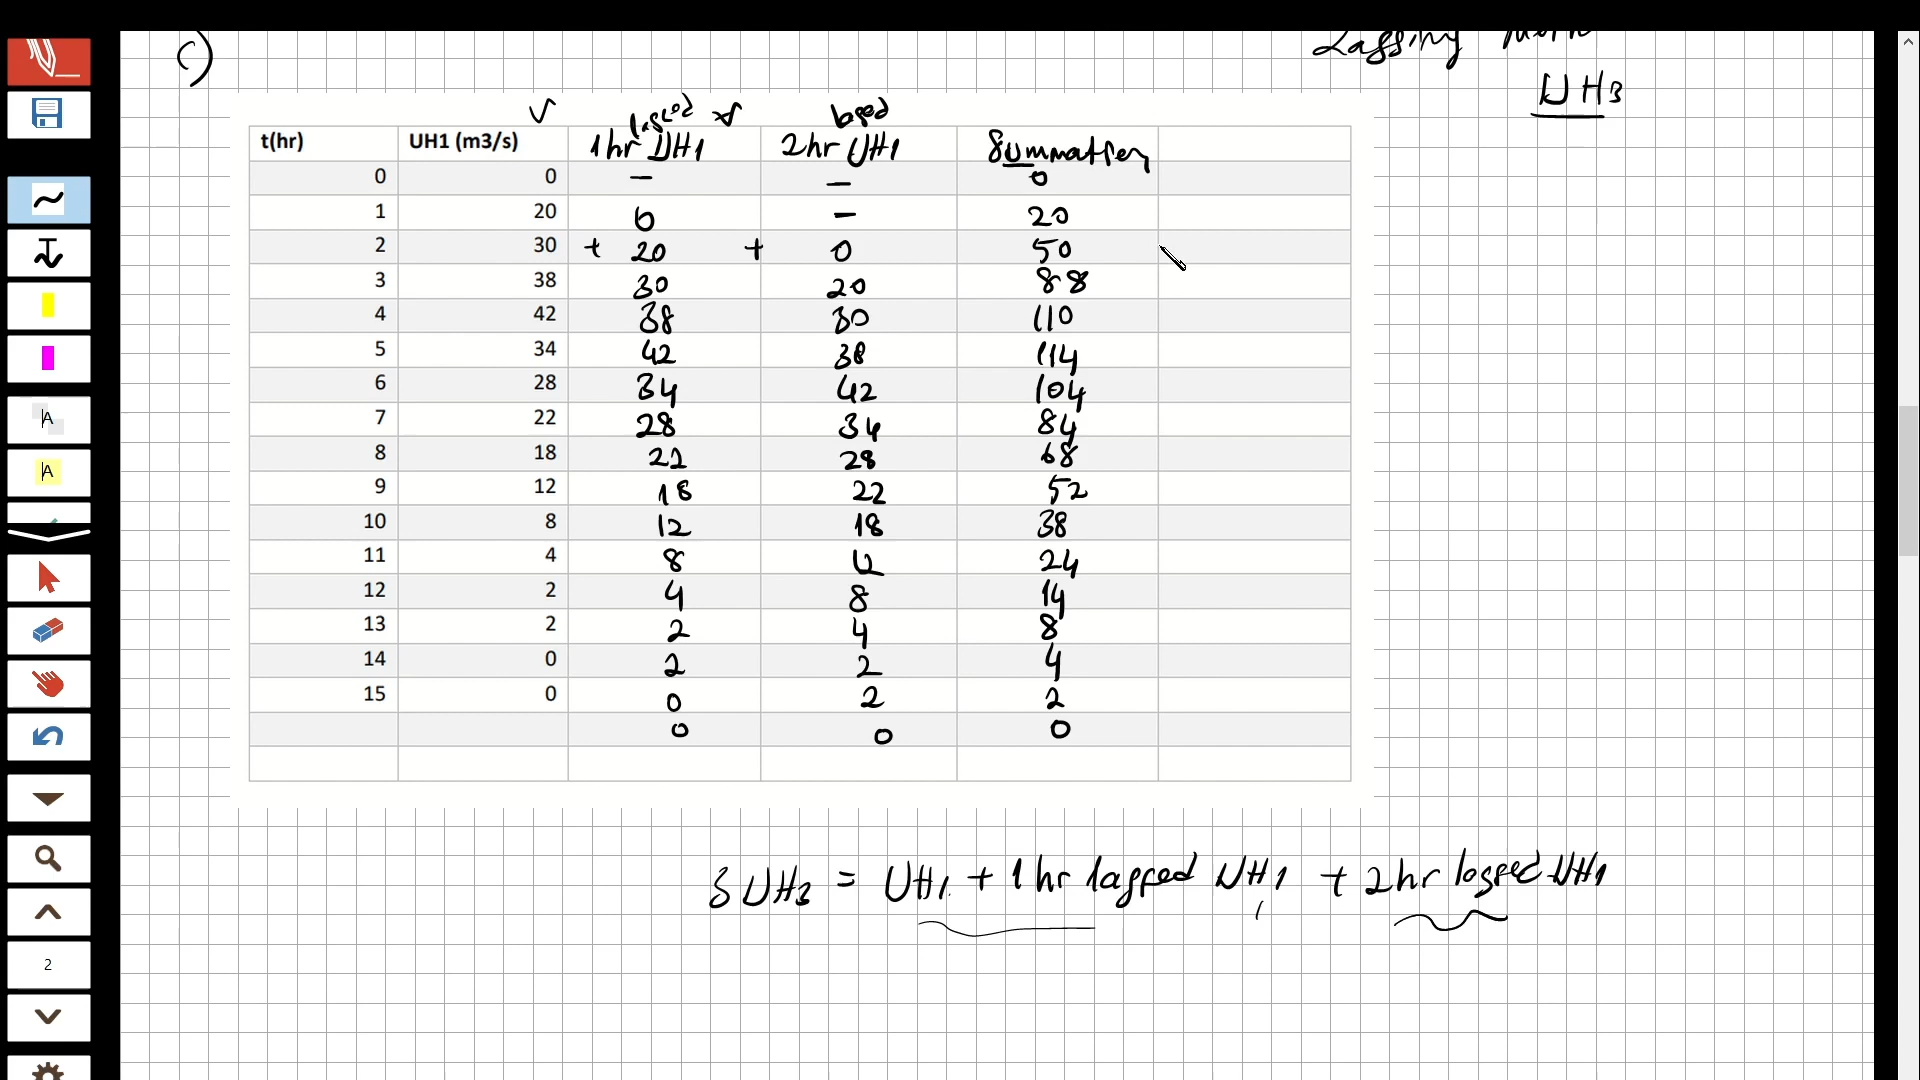 c)
UH3
lagged lagged
t(hr) UH1 (m3/s) 1hr UH1 2hr UH1 Summation
0 0 – – 0
1 20 0 – 20
2 30 + 20 + 0 50
3 38 30 20 88
4 42 38 30 110
5 34 42 38 114
6 28 34 42 104
7 22 28 34 84
8 18 22 28 68
9 12 18 22 52
10 8 12 18 38
11 4 8 12 24
12 2 4 8 14
13 2 2 4 8
14 0 2 2 4
15 0 0 2 2
0 0 0
3 UH3 = UH1 + 1 hr lagged UH1 + 2hr lagged UH1
A
A
2